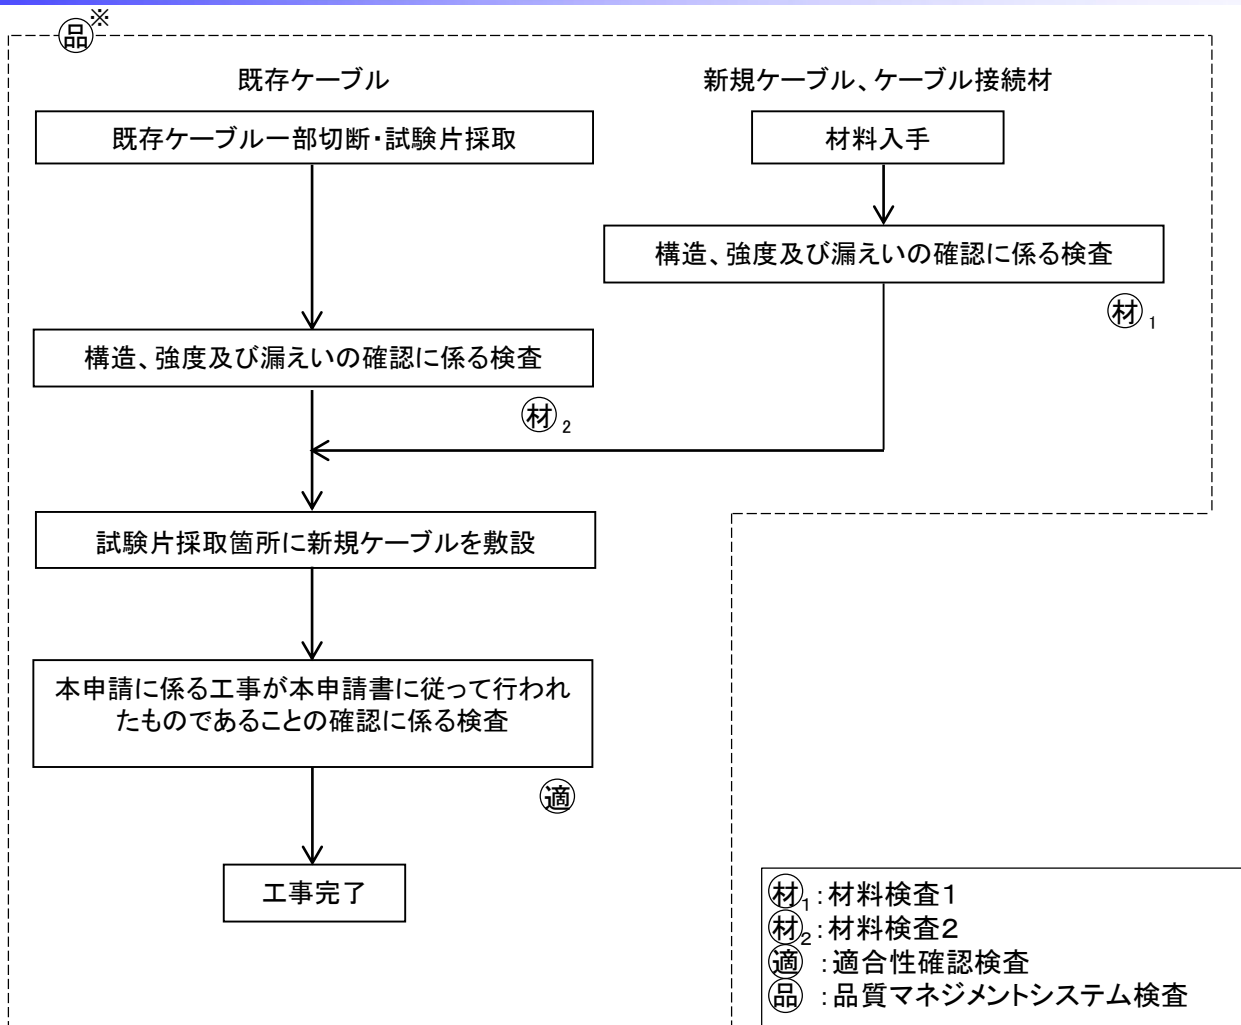 品※
既存ケーブル
新規ケーブル、ケーブル接続材
既存ケーブル一部切断・試験片採取
材料入手
構造、強度及び漏えいの確認に係る検査
材1
構造、強度及び漏えいの確認に係る検査
材2
試験片採取箇所に新規ケーブルを敷設
本申請に係る工事が本申請書に従って行われ
たものであることの確認に係る検査
適
工事完了
材1：材料検査1
材2：材料検査2
適：適合性確認検査
品：品質マネジメントシステム検査